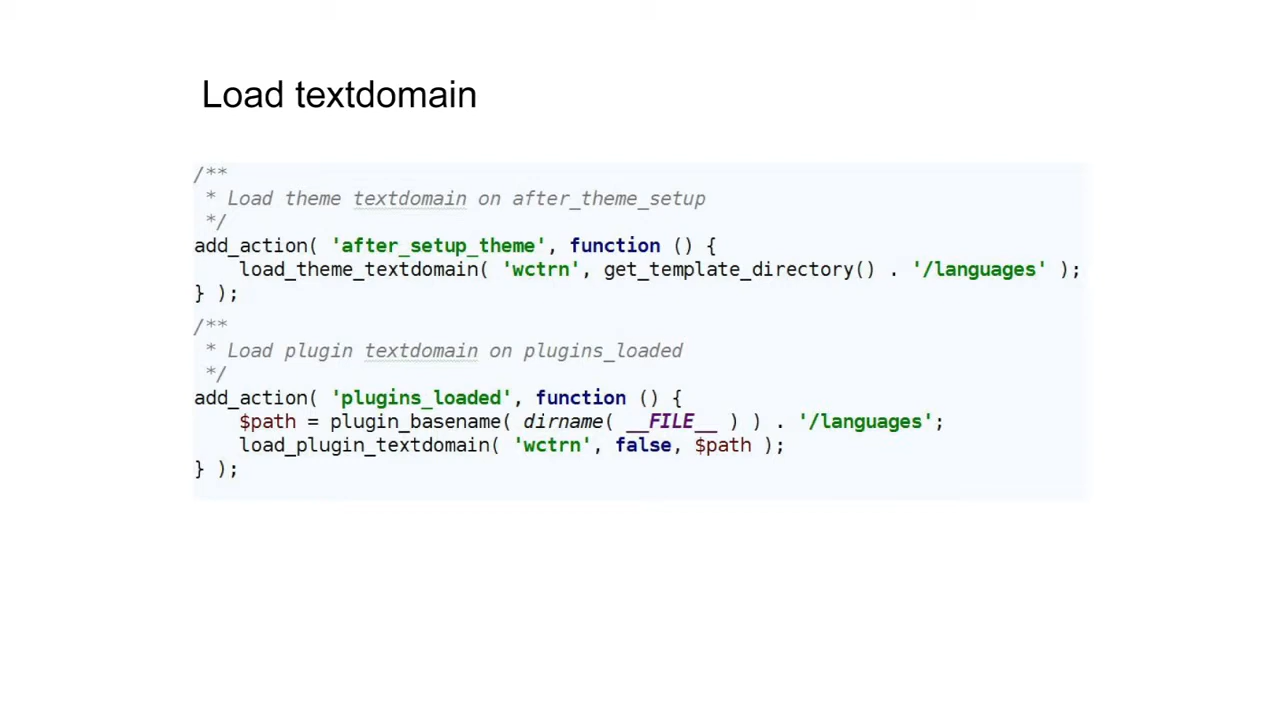 Load textdomain
/**
 * Load theme textdomain on after_theme_setup
 */
add_action( 'after_setup_theme', function () {
    load_theme_textdomain( 'wctrn', get_template_directory() . '/languages' );
} );
/**
 * Load plugin textdomain on plugins_loaded
 */
add_action( 'plugins_loaded', function () {
    $path = plugin_basename( dirname( __FILE__ ) ) . '/languages';
    load_plugin_textdomain( 'wctrn', false, $path );
} );